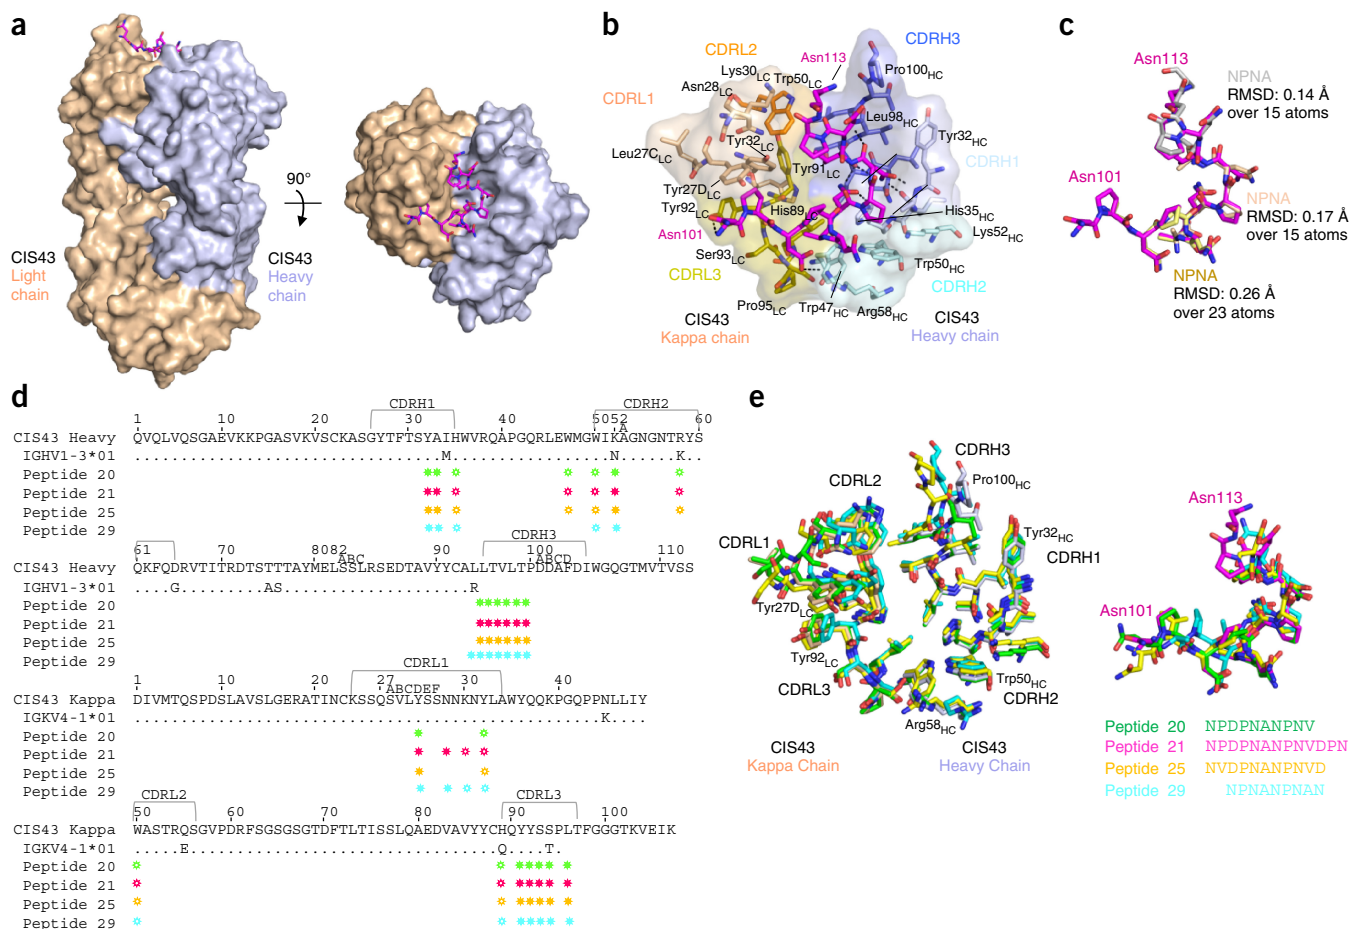 a
90°
CIS43
Light
chain
CIS43
Heavy
chain
b
CDRL2
CDRH3
Asn113
Lys30LC
Trp50LC
Pro100HC
Asn28LC
CDRL1
Leu98HC
Tyr32HC
Tyr32LC
CDRH1
Leu27CLC
Tyr91LC
Tyr27DLC
Tyr92LC
His89LC
His35HC
Asn101
Lys52HC
Ser93LC
Trp50HC
CDRL3
CDRH2
Pro95LC
Trp47HC
Arg58HC
CIS43
Kappa chain
CIS43
Heavy chain
c
Asn113
NPNA
RMSD: 0.14 Å
over 15 atoms
Asn101
NPNA
RMSD: 0.17 Å
over 15 atoms
NPNA
RMSD: 0.26 Å
over 23 atoms
d
CDRH1 CDRH2
1 10 20 30 40 50 52 60
A
CIS43 Heavy QVQLVQSGAEVKKPGASVKVSCKASGYTFTSYAIHWVRQAPGQRLEWMGWIKAGNGNTRYS
IGHV1-3*01 .................................M.................N......K..
Peptide 20
Peptide 21
Peptide 25
Peptide 29
CDRH3
61 70 80 82 90 100 110
ABC ABCD
CIS43 Heavy QKFQDRVTITRDTSTTTAYMELSSLRSEDTAVYYCALLTVLTPDDAFDIWGQGTMVTVSS
IGHV1-3*01 ....G.........AS....................R
Peptide 20
Peptide 21
Peptide 25
Peptide 29
CDRL1
1 10 20 27 30 40
ABCDEF
CIS43 Kappa DIVMTQSPDSLAVSLGERATINCKSSQSVLYSSNNKNYLAWYQQKPGQPPNLLIY
IGKV4-1*01 ..................................................K....
Peptide 20
Peptide 21
Peptide 25
Peptide 29
CDRL2 CDRL3
50 60 70 80 90 100
CIS43 Kappa WASTRQSGVPDRFSGSGSGTDFTLTISSLQAEDVAVYYCHQYYSSPLTFGGGTKVEIK
IGKV4-1*01 .....E.................................Q....T..
Peptide 20
Peptide 21
Peptide 25
Peptide 29
e
CDRH3
CDRL2
Pro100HC
CDRL1
Tyr32HC
CDRH1
Tyr27DLC
Tyr92LC
CDRL3
Trp50HC
CDRH2
Arg58HC
CIS43
Kappa Chain
CIS43
Heavy Chain
Asn113
Asn101
Peptide 20 NPDPNANPNV
Peptide 21 NPDPNANPNVDPN
Peptide 25 NVDPNANPNVD
Peptide 29 NPNANPNAN